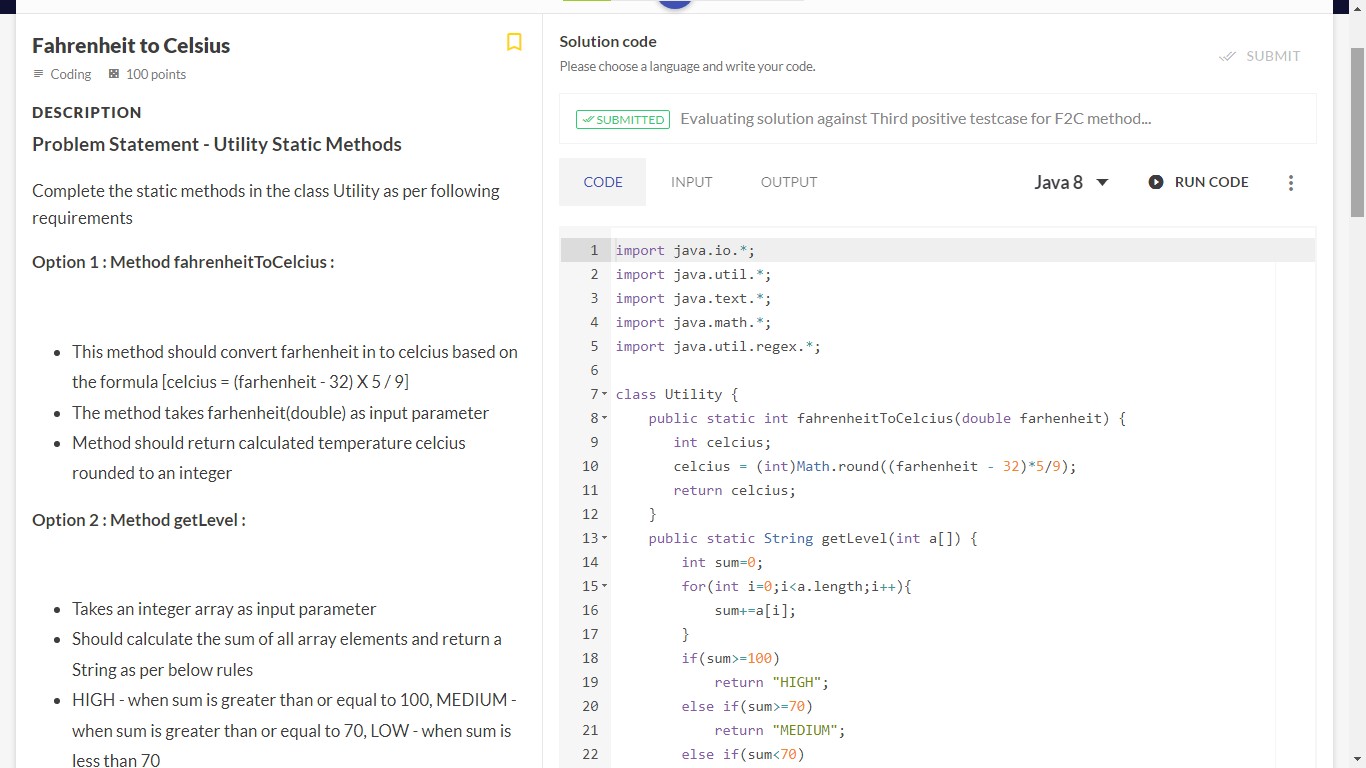 Fahrenheit to Celsius
Coding 100 points
DESCRIPTION
Problem Statement - Utility Static Methods
Complete the static methods in the class Utility as per following
requirements
Option 1 : Method fahrenheitToCelcius :
This method should convert farhenheit in to celcius based on
the formula [celcius = (farhenheit - 32) X 5 / 9]
The method takes farhenheit(double) as input parameter
Method should return calculated temperature celcius
rounded to an integer
Option 2 : Method getLevel :
Takes an integer array as input parameter
Should calculate the sum of all array elements and return a
String as per below rules
HIGH - when sum is greater than or equal to 100, MEDIUM -
when sum is greater than or equal to 70, LOW - when sum is
less than 70
Solution code
Please choose a language and write your code.
SUBMIT
SUBMITTED Evaluating solution against Third positive testcase for F2C method...
CODE INPUT OUTPUT Java 8 RUN CODE
1 import java.io.*;
2 import java.util.*;
3 import java.text.*;
4 import java.math.*;
5 import java.util.regex.*;
6
7 class Utility {
8 public static int fahrenheitToCelcius(double farhenheit) {
9 int celcius;
10 celcius = (int)Math.round((farhenheit - 32)*5/9);
11 return celcius;
12 }
13 public static String getLevel(int a[]) {
14 int sum=0;
15 for(int i=0;i<a.length;i++){
16 sum+=a[i];
17 }
18 if(sum>=100)
19 return "HIGH";
20 else if(sum>=70)
21 return "MEDIUM";
22 else if(sum<70)